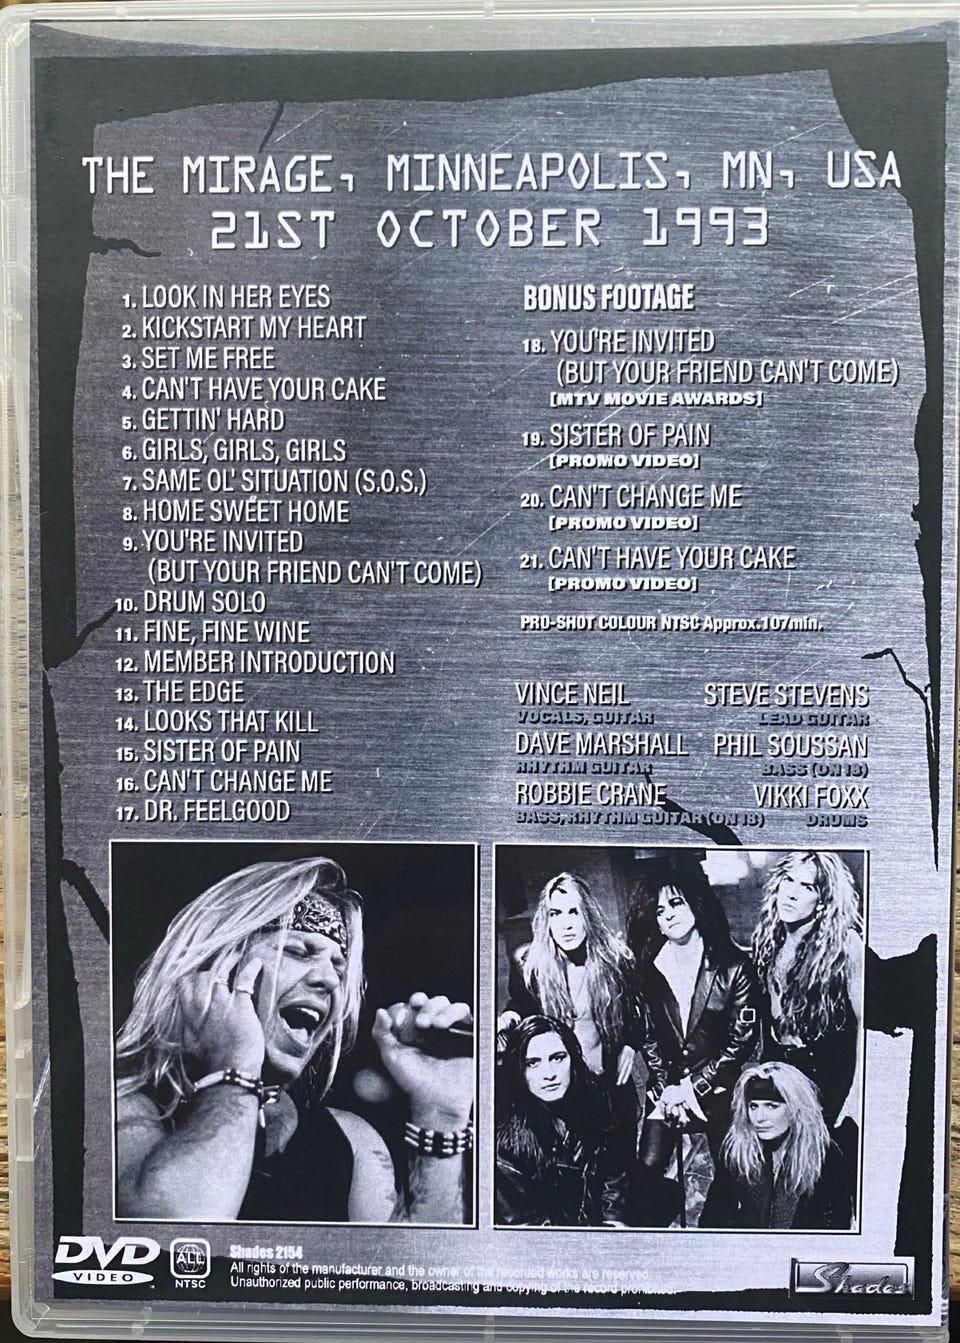 THE MIRAGE, MINNEAPOLIS, MN, USA
21ST OCTOBER 1993
1. LOOK IN HER EYES
2. KICKSTART MY HEART
3. SET ME FREE
4. CAN'T HAVE YOUR CAKE
5. GETTIN' HARD
6. GIRLS, GIRLS, GIRLS
7. SAME OL' SITUATION (S.O.S.)
8. HOME SWEET HOME
9. YOU'RE INVITED
(BUT YOUR FRIEND CAN'T COME)
10. DRUM SOLO
11. FINE, FINE WINE
12. MEMBER INTRODUCTION
13. THE EDGE
14. LOOKS THAT KILL
15. SISTER OF PAIN
16. CAN'T CHANGE ME
17. DR. FEELGOOD
BONUS FOOTAGE
18. YOU'RE INVITED
(BUT YOUR FRIEND CAN'T COME)
[MTV MOVIE AWARDS]
19. SISTER OF PAIN
[PROMO VIDEO]
20. CAN'T CHANGE ME
[PROMO VIDEO]
21. CAN'T HAVE YOUR CAKE
[PROMO VIDEO]
PRO-SHOT COLOUR NTSC Approx.107min.
VINCE NEIL STEVE STEVENS
VOCALS, GUITAR LEAD GUITAR
DAVE MARSHALL PHIL SOUSSAN
RHYTHM GUITAR BASS (ON 18)
ROBBIE CRANE VIKKI FOXX
BASS, RHYTHM GUITAR (ON 18) DRUMS
DVD
VIDEO
ALL
NTSC
Shades 2154
All rights of the manufacturer and the owner of the recorded works are reserved.
Unauthorized public performance, broadcasting and copying of the record prohibited.
Shades